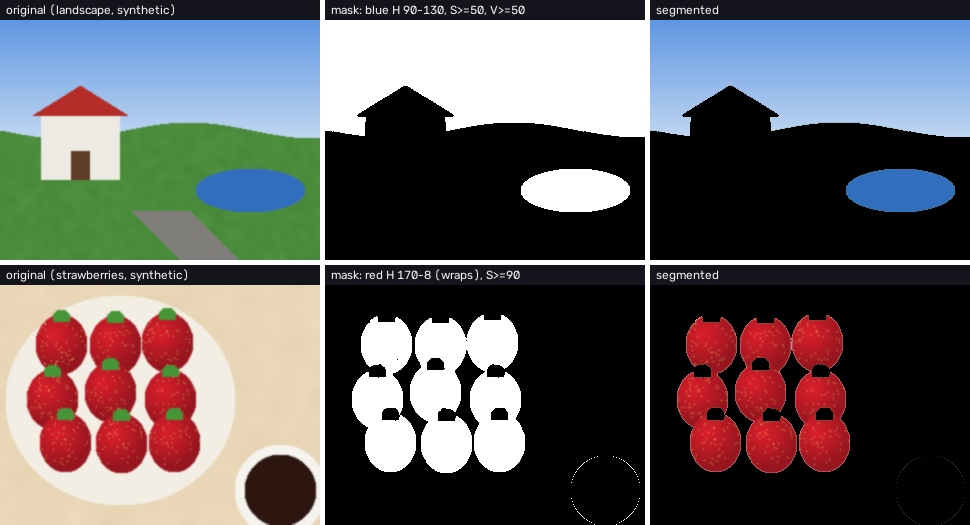 original (landscape, synthetic)
mask: blue H 90-130, S>=50, V>=50
segmented
original (strawberries, synthetic)
mask: red H 170-8 (wraps), S>=90
segmented